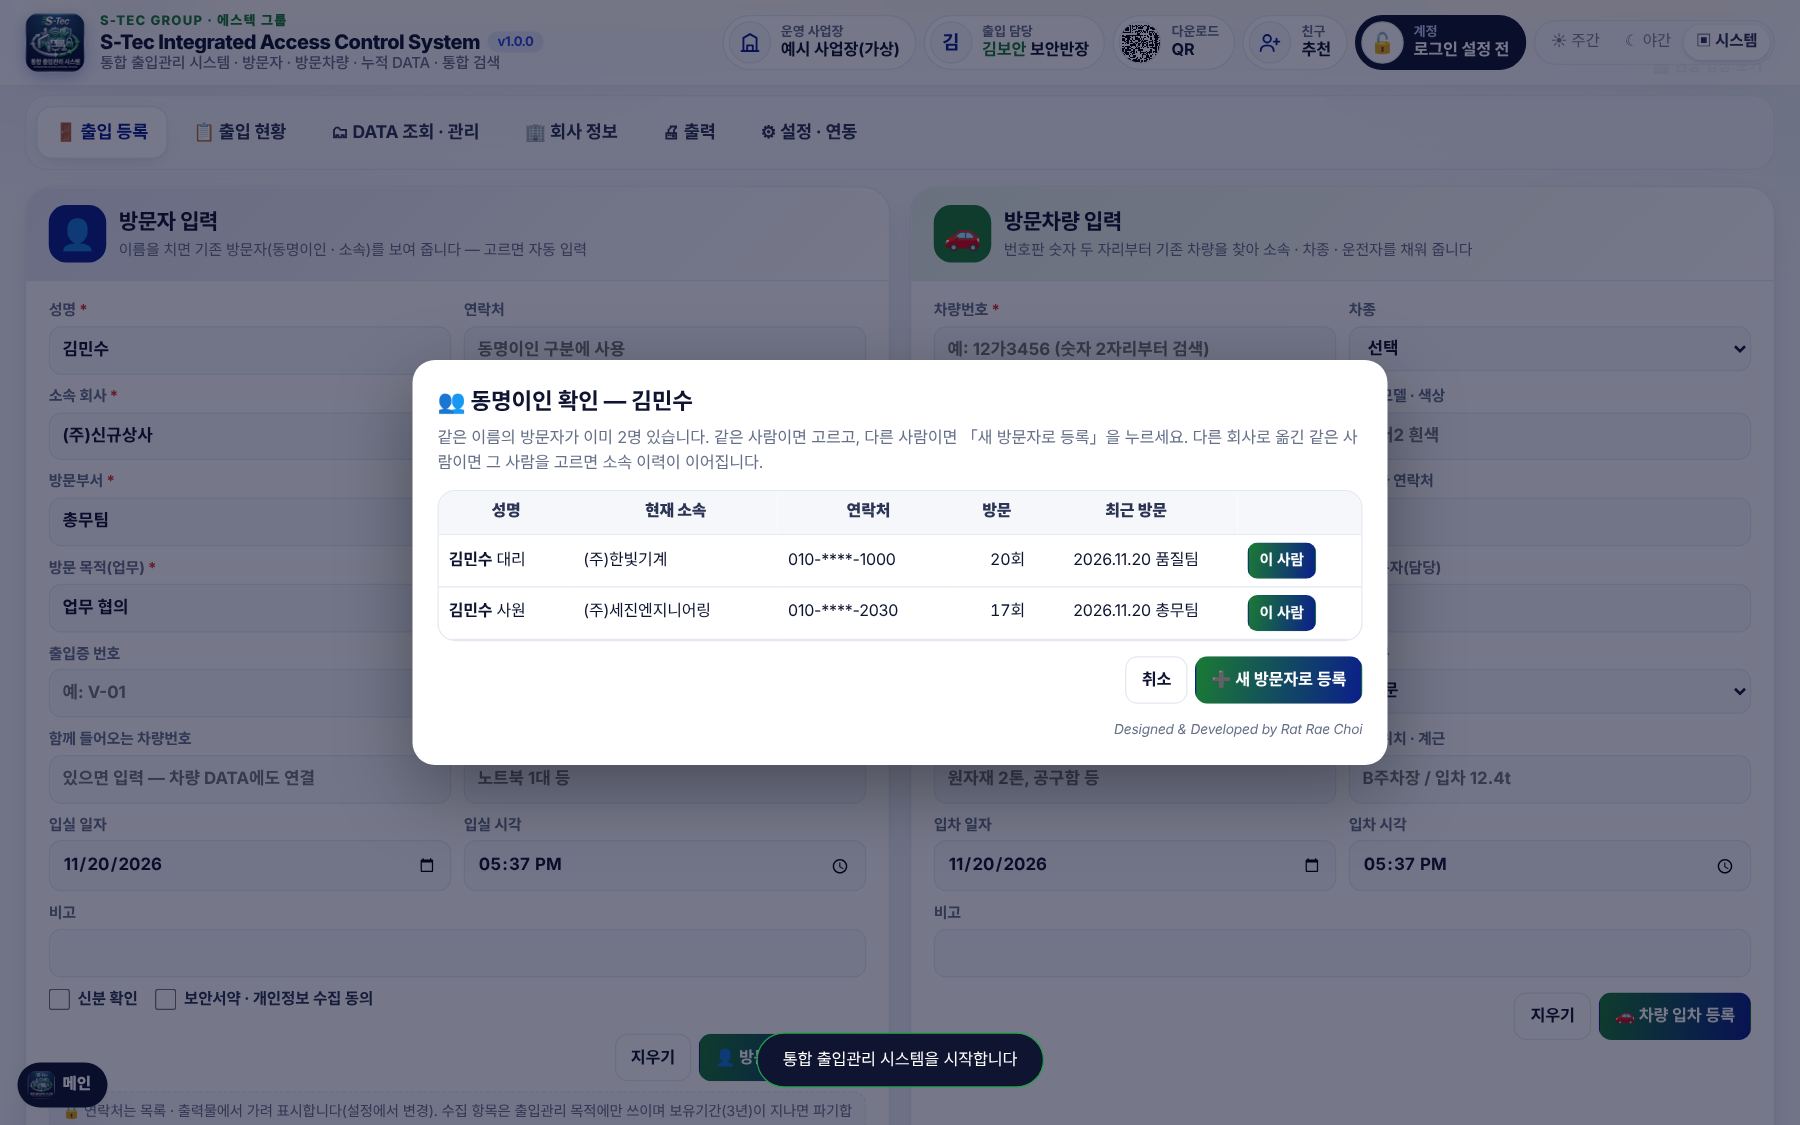 S-TEC GROUP · 에스텍 그룹
S-Tec Integrated Access Control System v1.0.0
통합 출입관리 시스템 · 방문자 · 방문차량 · 누적 DATA · 통합 검색
운영 사업장
예시 사업장(가상)
김
출입 담당
김보안 보안반장
다운로드
QR
친구
추천
계정
로그인 설정 전
주간
야간
시스템
출입 등록
출입 현황
DATA 조회 · 관리
회사 정보
출력
설정 · 연동
방문자 입력
이름을 치면 기존 방문자(동명이인 · 소속)를 보여 줍니다 — 고르면 자동 입력
방문차량 입력
번호판 숫자 두 자리부터 기존 차량을 찾아 소속 · 차종 · 운전자를 채워 줍니다
성명 * 연락처
김민수 동명이인 구분에 사용
차량번호 * 차종
예: 12가3456 (숫자 2자리부터 검색) 선택
소속 회사 *
(주)신규상사
방문부서 *
총무팀
방문 목적(업무) *
업무 협의
출입증 번호
예: V-01
함께 들어오는 차량번호
있으면 입력 — 차량 DATA에도 연결 노트북 1대 등
· 색상
흰색
연락처
(담당)
· 계근
원자재 2톤, 공구함 등 B주차장 / 입차 12.4t
👥 동명이인 확인 — 김민수
같은 이름의 방문자가 이미 2명 있습니다. 같은 사람이면 고르고, 다른 사람이면 「새 방문자로 등록」을 누르세요. 다른 회사로 옮긴 같은 사
람이면 그 사람을 고르면 소속 이력이 이어집니다.
성명 현재 소속 연락처 방문 최근 방문
김민수 대리 (주)한빛기계 010-****-1000 20회 2026.11.20 품질팀 이 사람
김민수 사원 (주)세진엔지니어링 010-****-2030 17회 2026.11.20 총무팀 이 사람
취소 ➕ 새 방문자로 등록
Designed & Developed by Rat Rae Choi
입실 일자 입실 시각
11/20/2026 05:37 PM
입차 일자 입차 시각
11/20/2026 05:37 PM
비고
비고
신분 확인 보안서약 · 개인정보 수집 동의
지우기
지우기 차량 입차 등록
통합 출입관리 시스템을 시작합니다
메인
연락처는 목록 · 출력물에서 가려 표시합니다(설정에서 변경). 수집 항목은 출입관리 목적에만 쓰이며 보유기간(3년)이 지나면 파기합